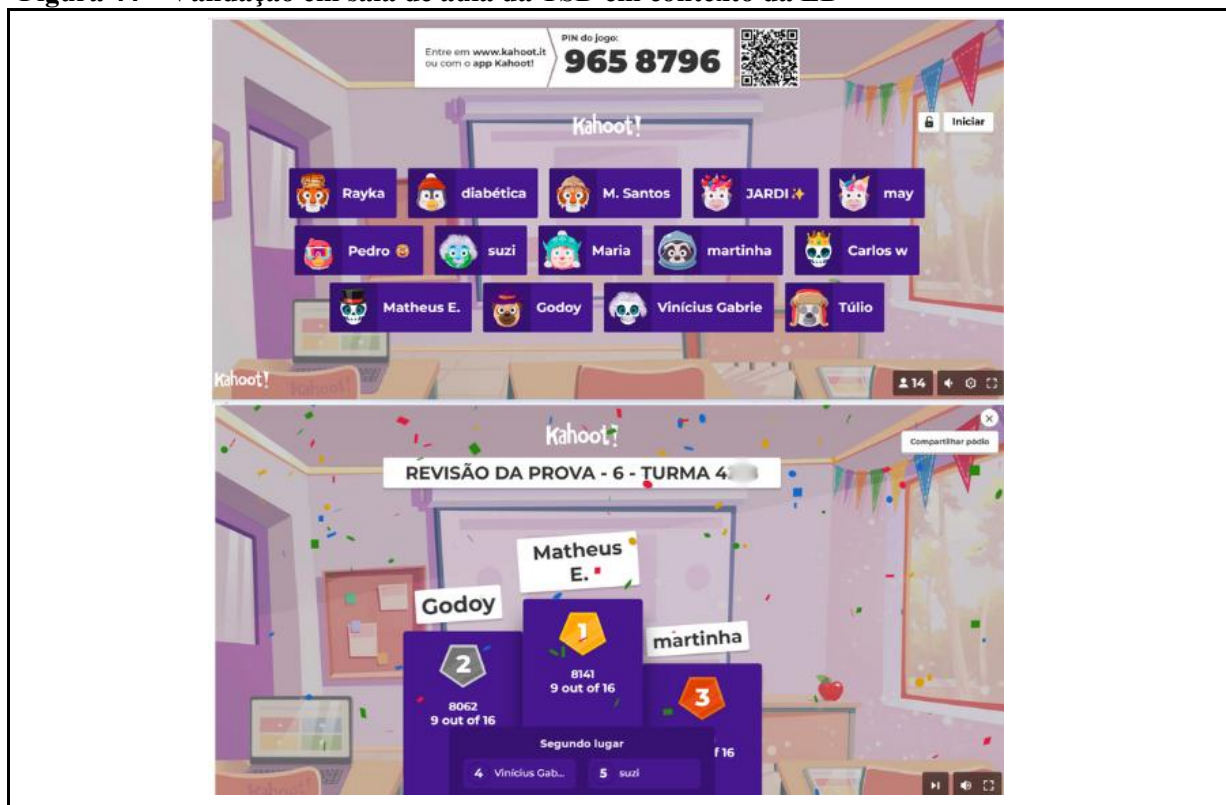 Validação em sala de aula da TSD em contexto da ED
Entre em www.kahoot.it
ou com o app Kahoot!
PIN do jogo:
965 8796
Kahoot!
Iniciar
Rayka
diabética
M. Santos
JARDI✨
may
Pedro
suzi
Maria
martinha
Carlos w
Matheus E.
Godoy
Vinícius Gabrie
Túlio
Kahoot!
Kahoot!
14
Kahoot!
Compartilhar pódio
REVISÃO DA PROVA - 6 - TURMA 4
Matheus
E.
Godoy
martinha
1
2
3
8141
9 out of 16
8062
9 out of 16
f 16
Segundo lugar
4 Vinícius Gab...
5 suzi